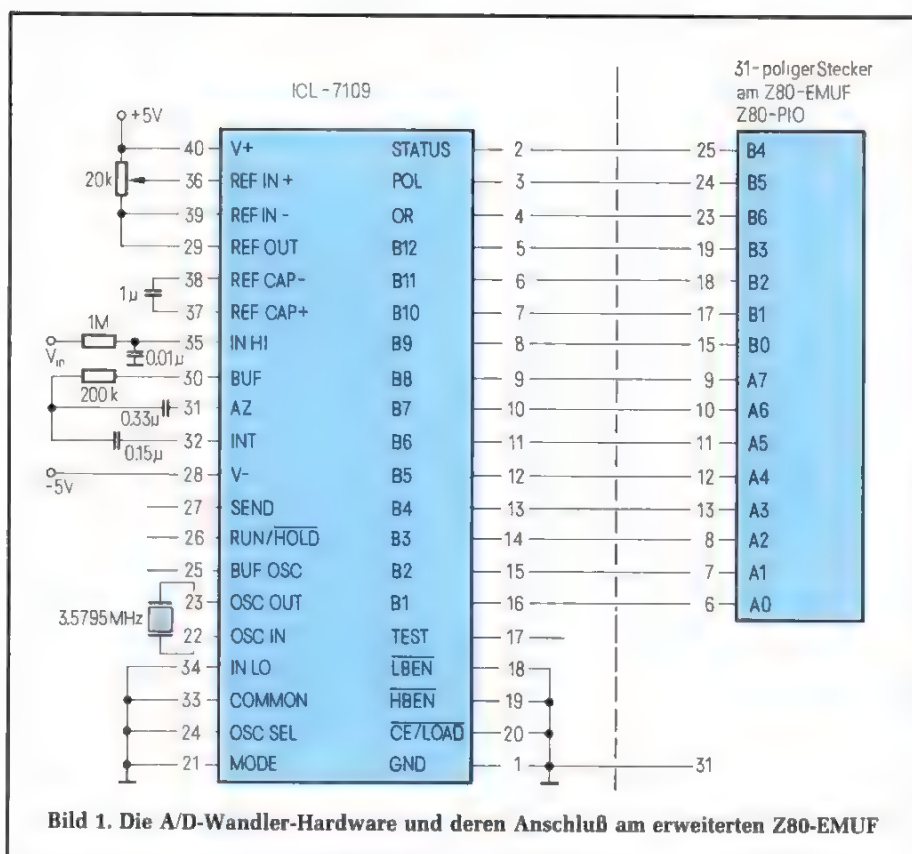 31-poliger Stecker
am Z80-EMUF
Z80-PIO
ICL-7109
+5V
20k
1µ
1M
Vin
0.01µ
200k
0.33µ
0.15µ
-5V
3.5795MHz
40 V+ STATUS 2 25 B4
36 REF IN + POL 3 24 B5
39 REF IN - OR 4 23 B6
29 REF OUT B12 5 19 B3
38 REF CAP- B11 6 18 B2
37 REF CAP+ B10 7 17 B1
35 IN HI B9 8 15 B0
30 BUF B8 9 9 A7
31 AZ B7 10 10 A6
32 INT B6 11 11 A5
28 V- B5 12 12 A4
27 SEND B4 13 13 A3
26 RUN/HOLD B3 14 8 A2
25 BUF OSC B2 15 7 A1
23 OSC OUT B1 16 6 A0
22 OSC IN TEST 17
34 IN LO LBEN 18
33 COMMON HBEN 19
24 OSC SEL CE/LOAD 20
21 MODE GND 1 31
Bild 1. Die A/D-Wandler-Hardware und deren Anschluß am erweiterten Z80-EMUF